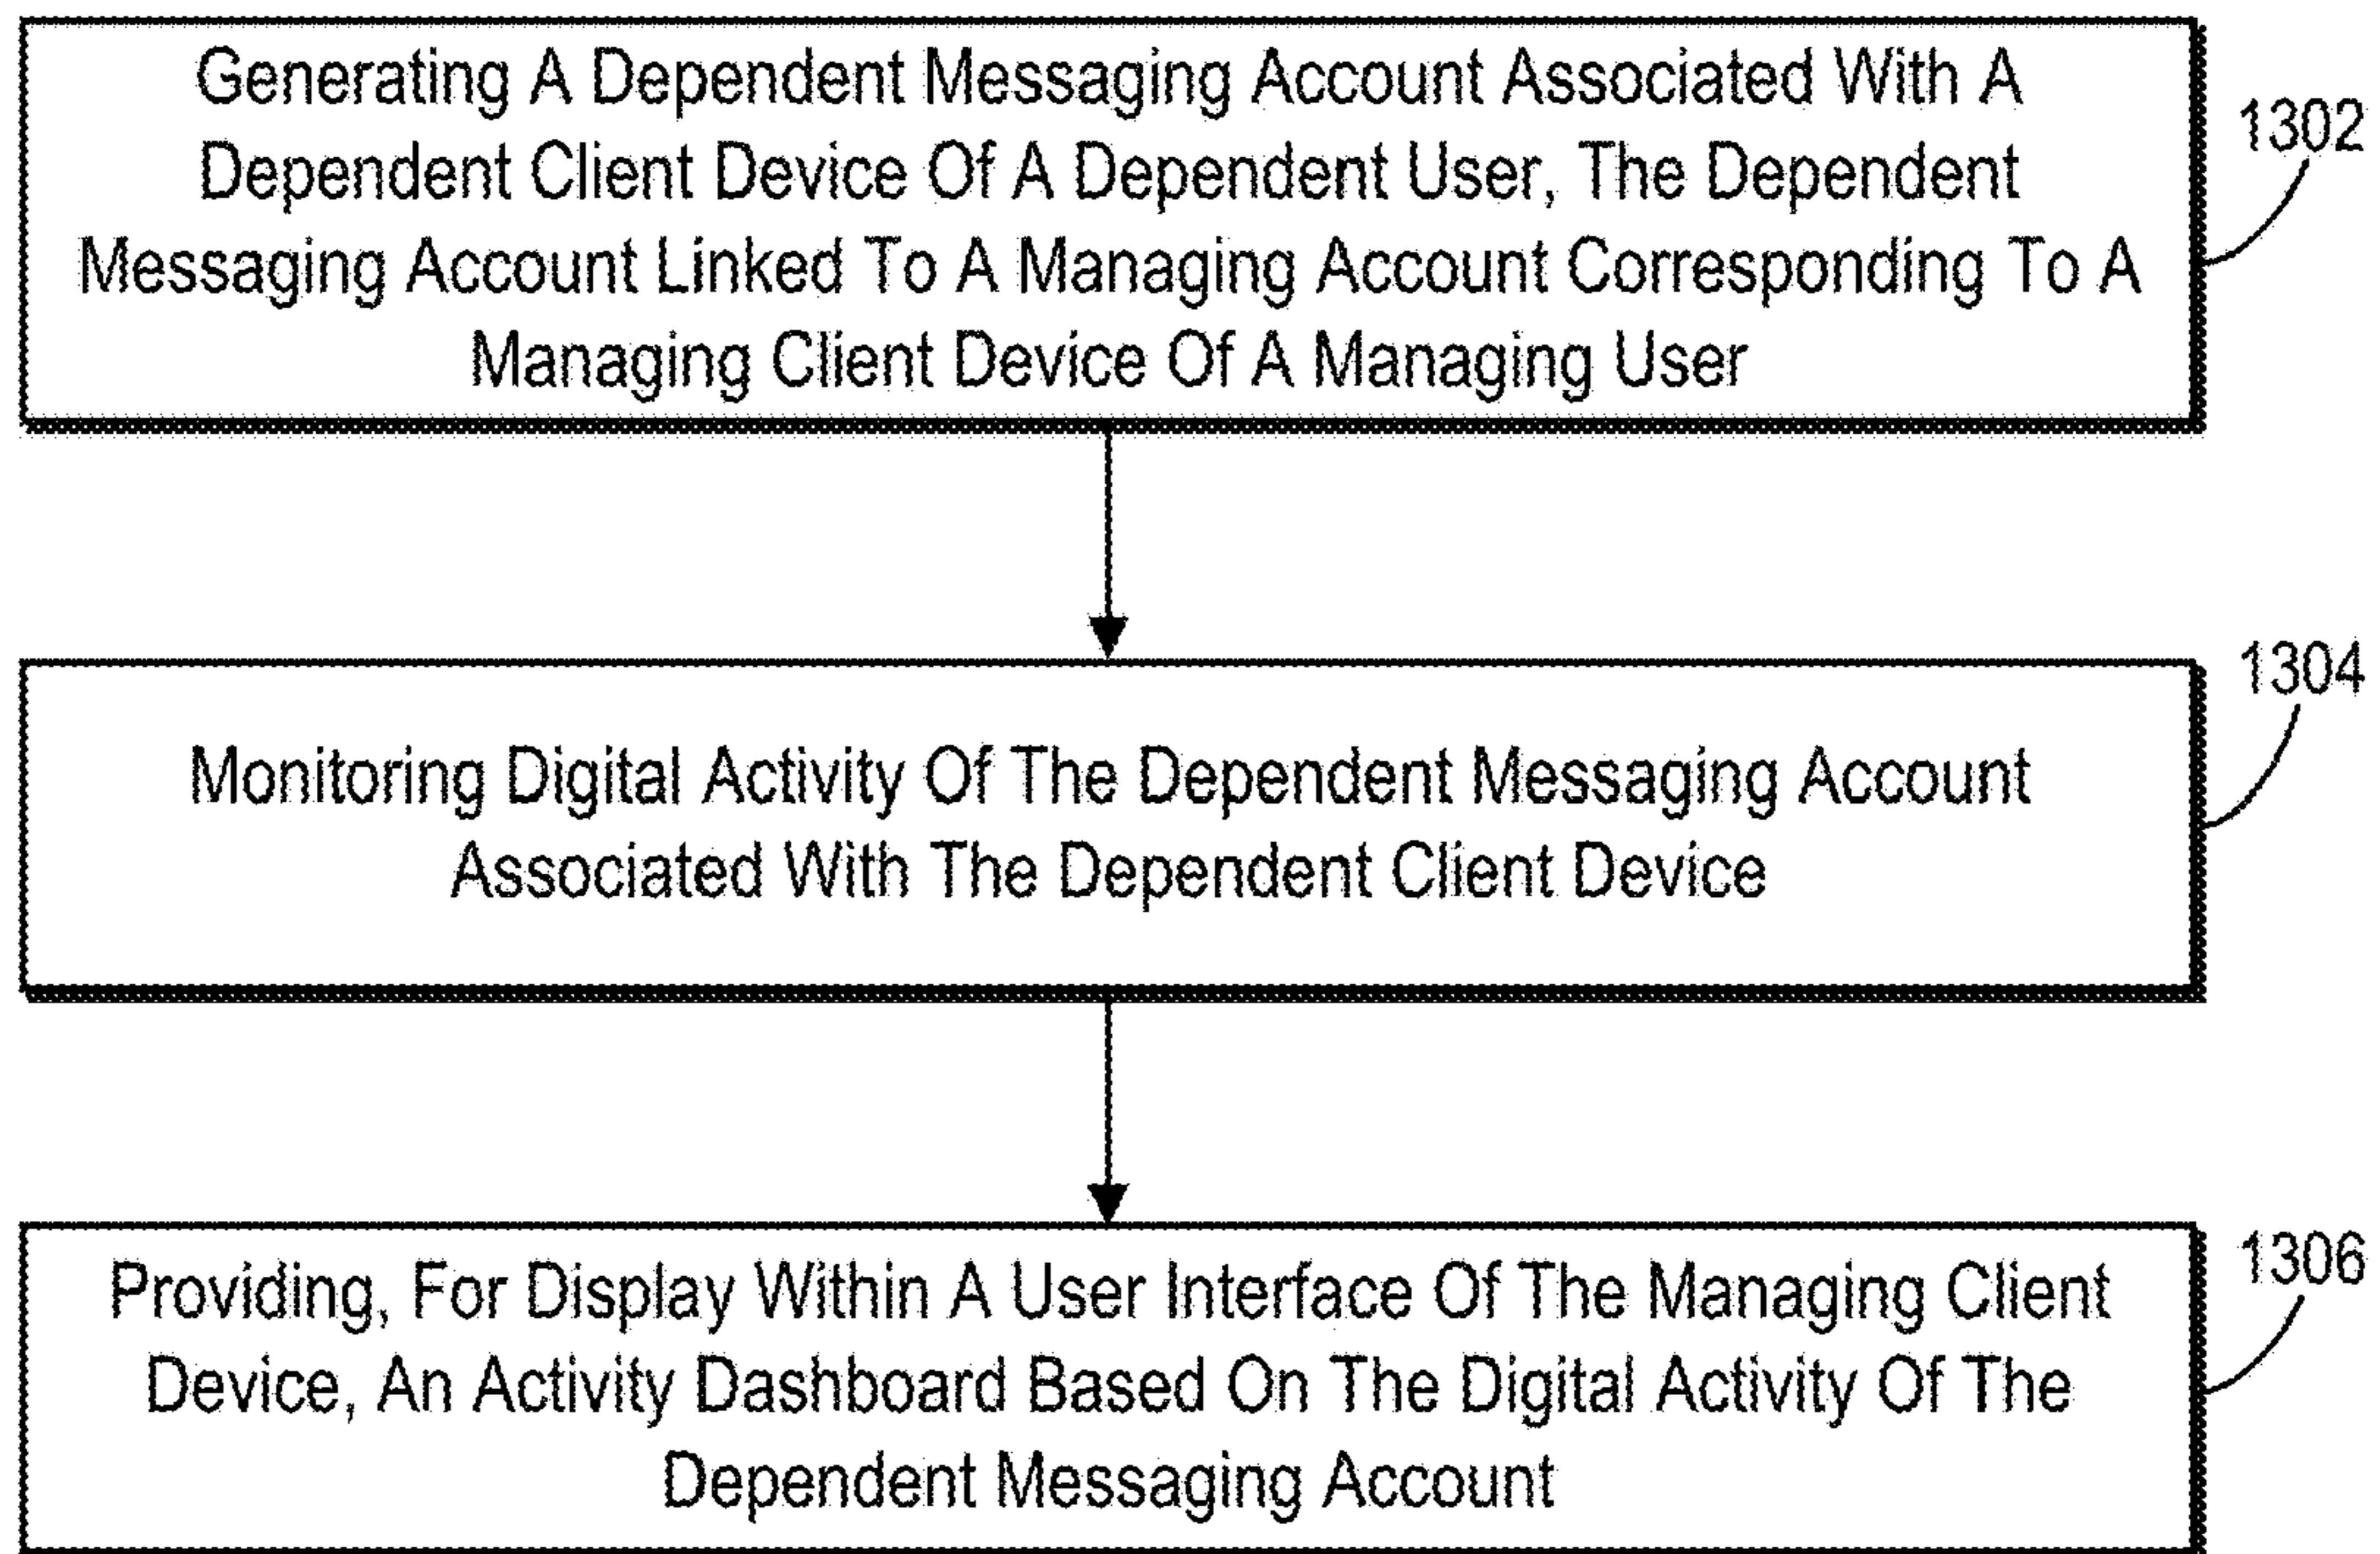 Generating A Dependent Messaging Account Associated With A
Dependent Client Device Of A Dependent User, The Dependent
Messaging Account Linked To A Managing Account Corresponding To A
Managing Client Device Of A Managing User
1302
Monitoring Digital Activity Of The Dependent Messaging Account
Associated With The Dependent Client Device
1304
Providing, For Display Within A User Interface Of The Managing Client
Device, An Activity Dashboard Based On The Digital Activity Of The
Dependent Messaging Account
1306